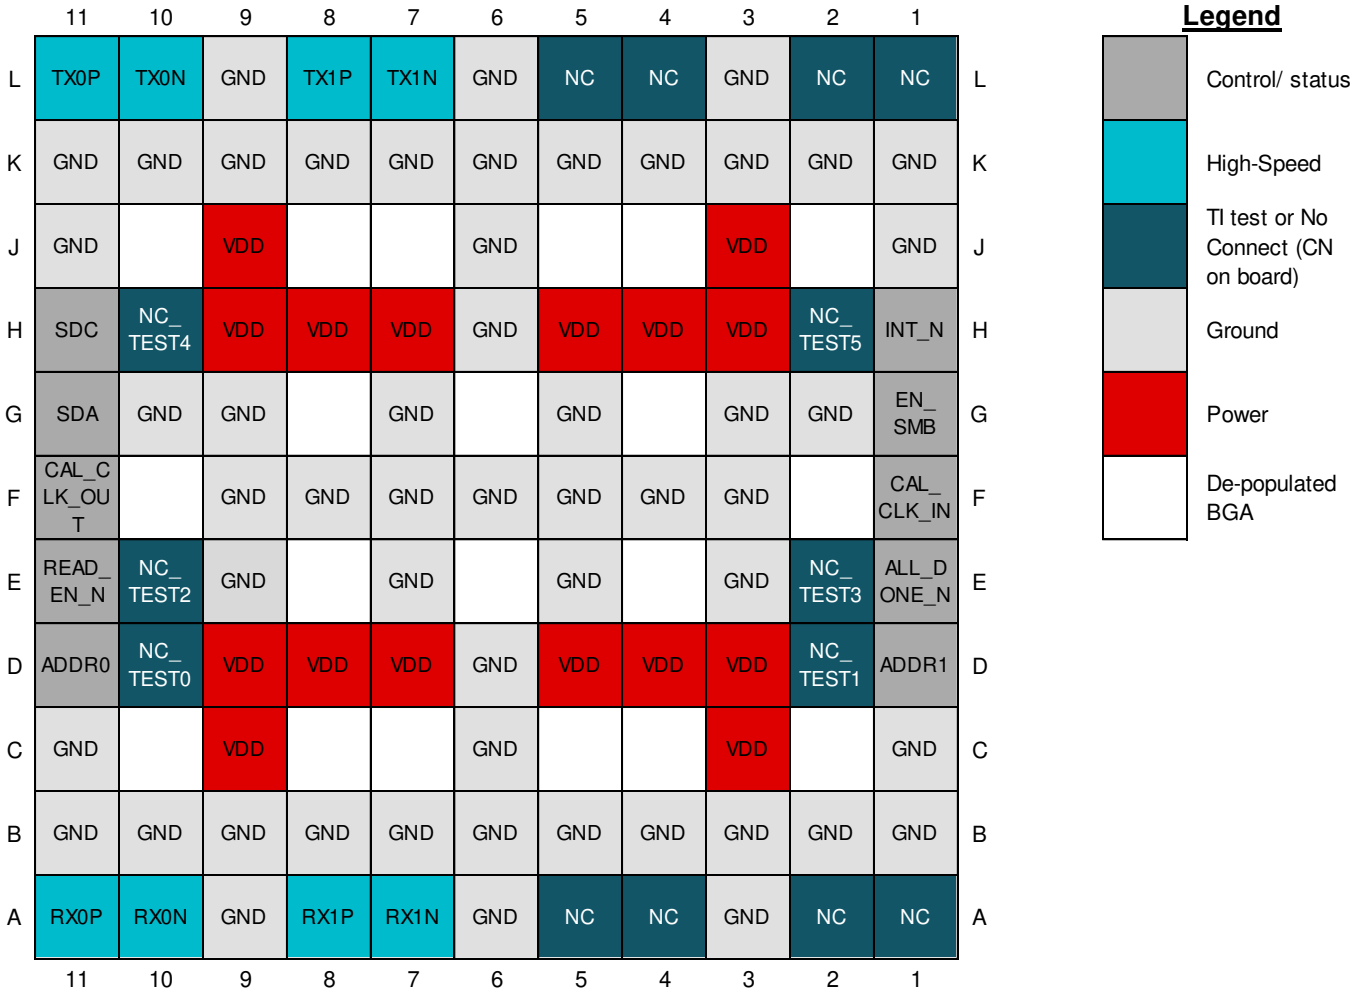 11 10 9 8 7 6 5 4 3 2 1
Legend
L TX0P TX0N GND TX1P TX1N GND NC NC GND NC NC L
Control/ status
K GND GND GND GND GND GND GND GND GND GND GND K
High-Speed
J GND VDD GND VDD GND J
TI test or No
Connect (CN
on board)
H SDC NC_
TEST4 VDD VDD VDD GND VDD VDD VDD NC_
TEST5 INT_N H
Ground
G SDA GND GND GND GND GND GND EN_
SMB G
Power
F CAL_C
LK_OU
T GND GND GND GND GND GND GND CAL_
CLK_IN F
De-populated
BGA
E READ_
EN_N NC_
TEST2 GND GND GND GND NC_
TEST3 ALL_D
ONE_N E
D ADDR0 NC_
TEST0 VDD VDD VDD GND VDD VDD VDD NC_
TEST1 ADDR1 D
C GND VDD GND VDD GND C
B GND GND GND GND GND GND GND GND GND GND GND B
A RX0P RX0N GND RX1P RX1N GND NC NC GND NC NC A
11 10 9 8 7 6 5 4 3 2 1